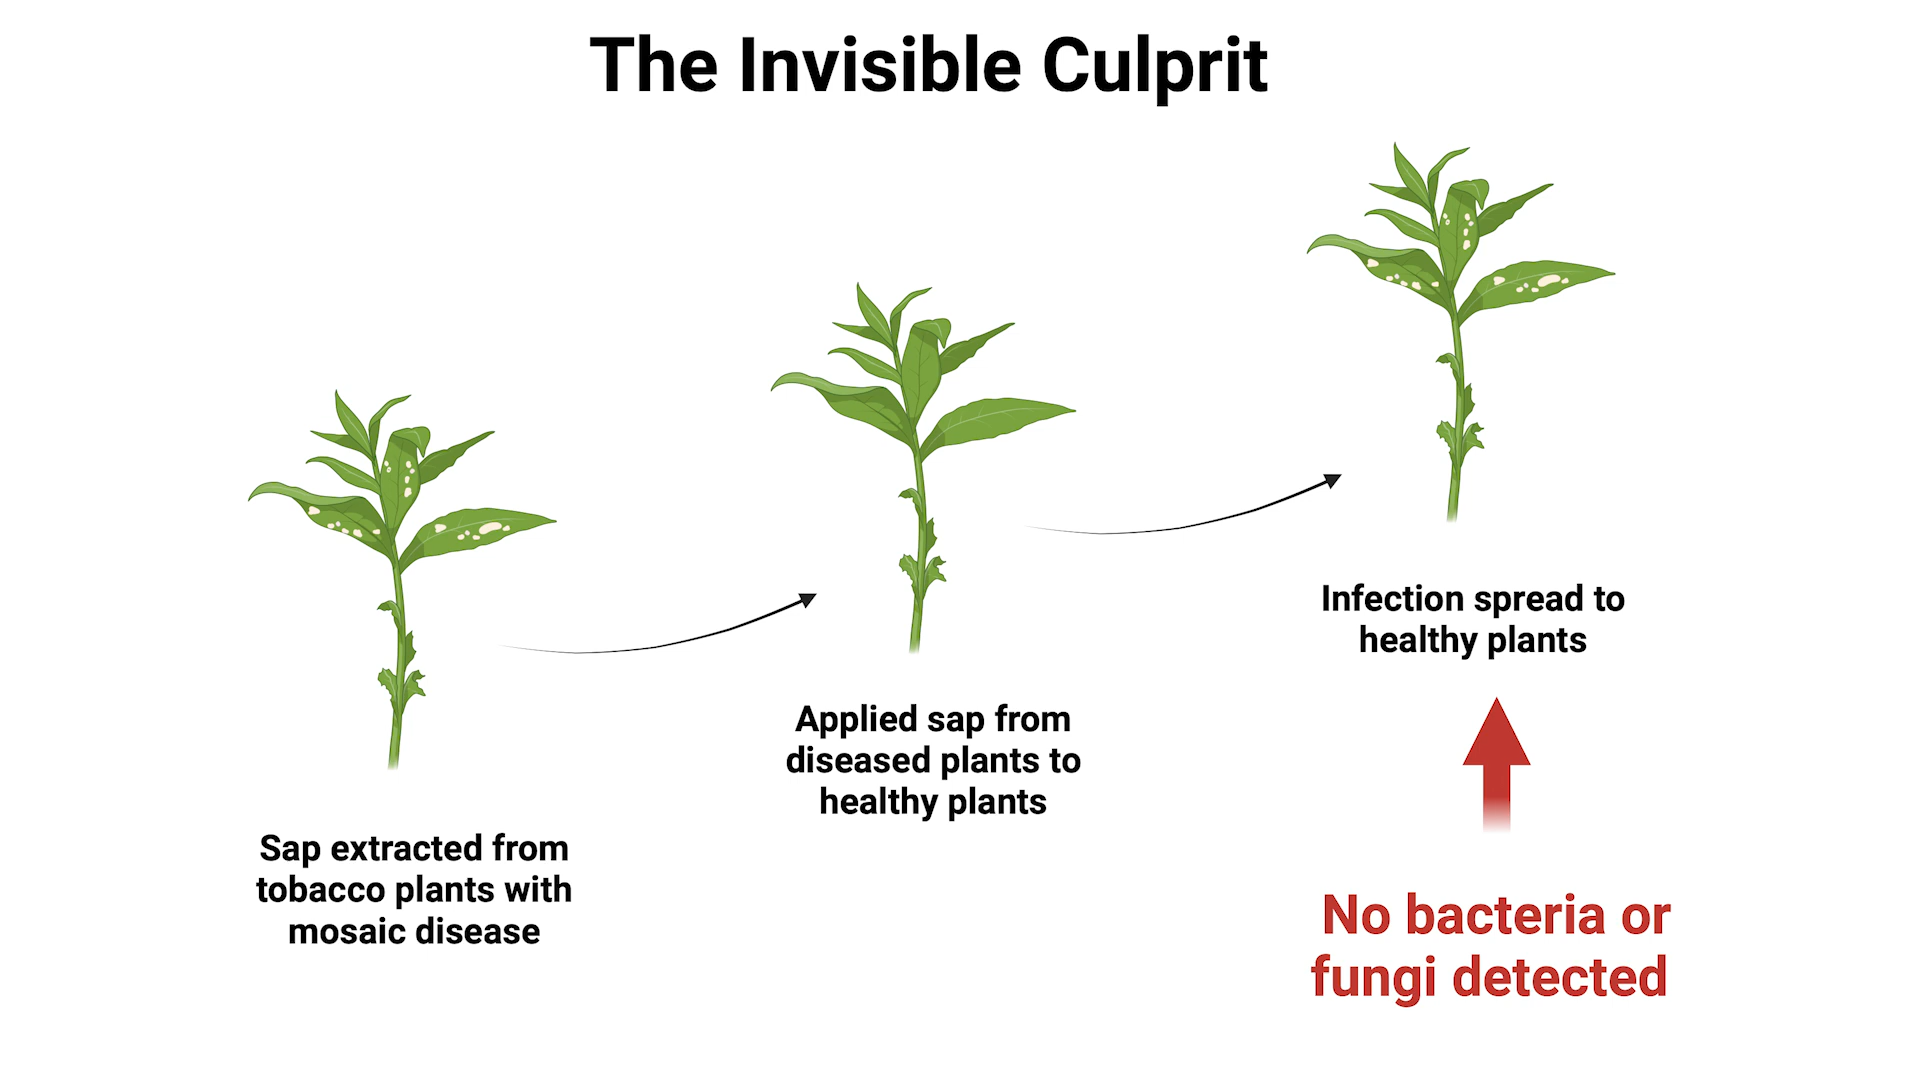 The Invisible Culprit
Sap extracted from
tobacco plants with
mosaic disease
Applied sap from
diseased plants to
healthy plants
Infection spread to
healthy plants
No bacteria or
fungi detected